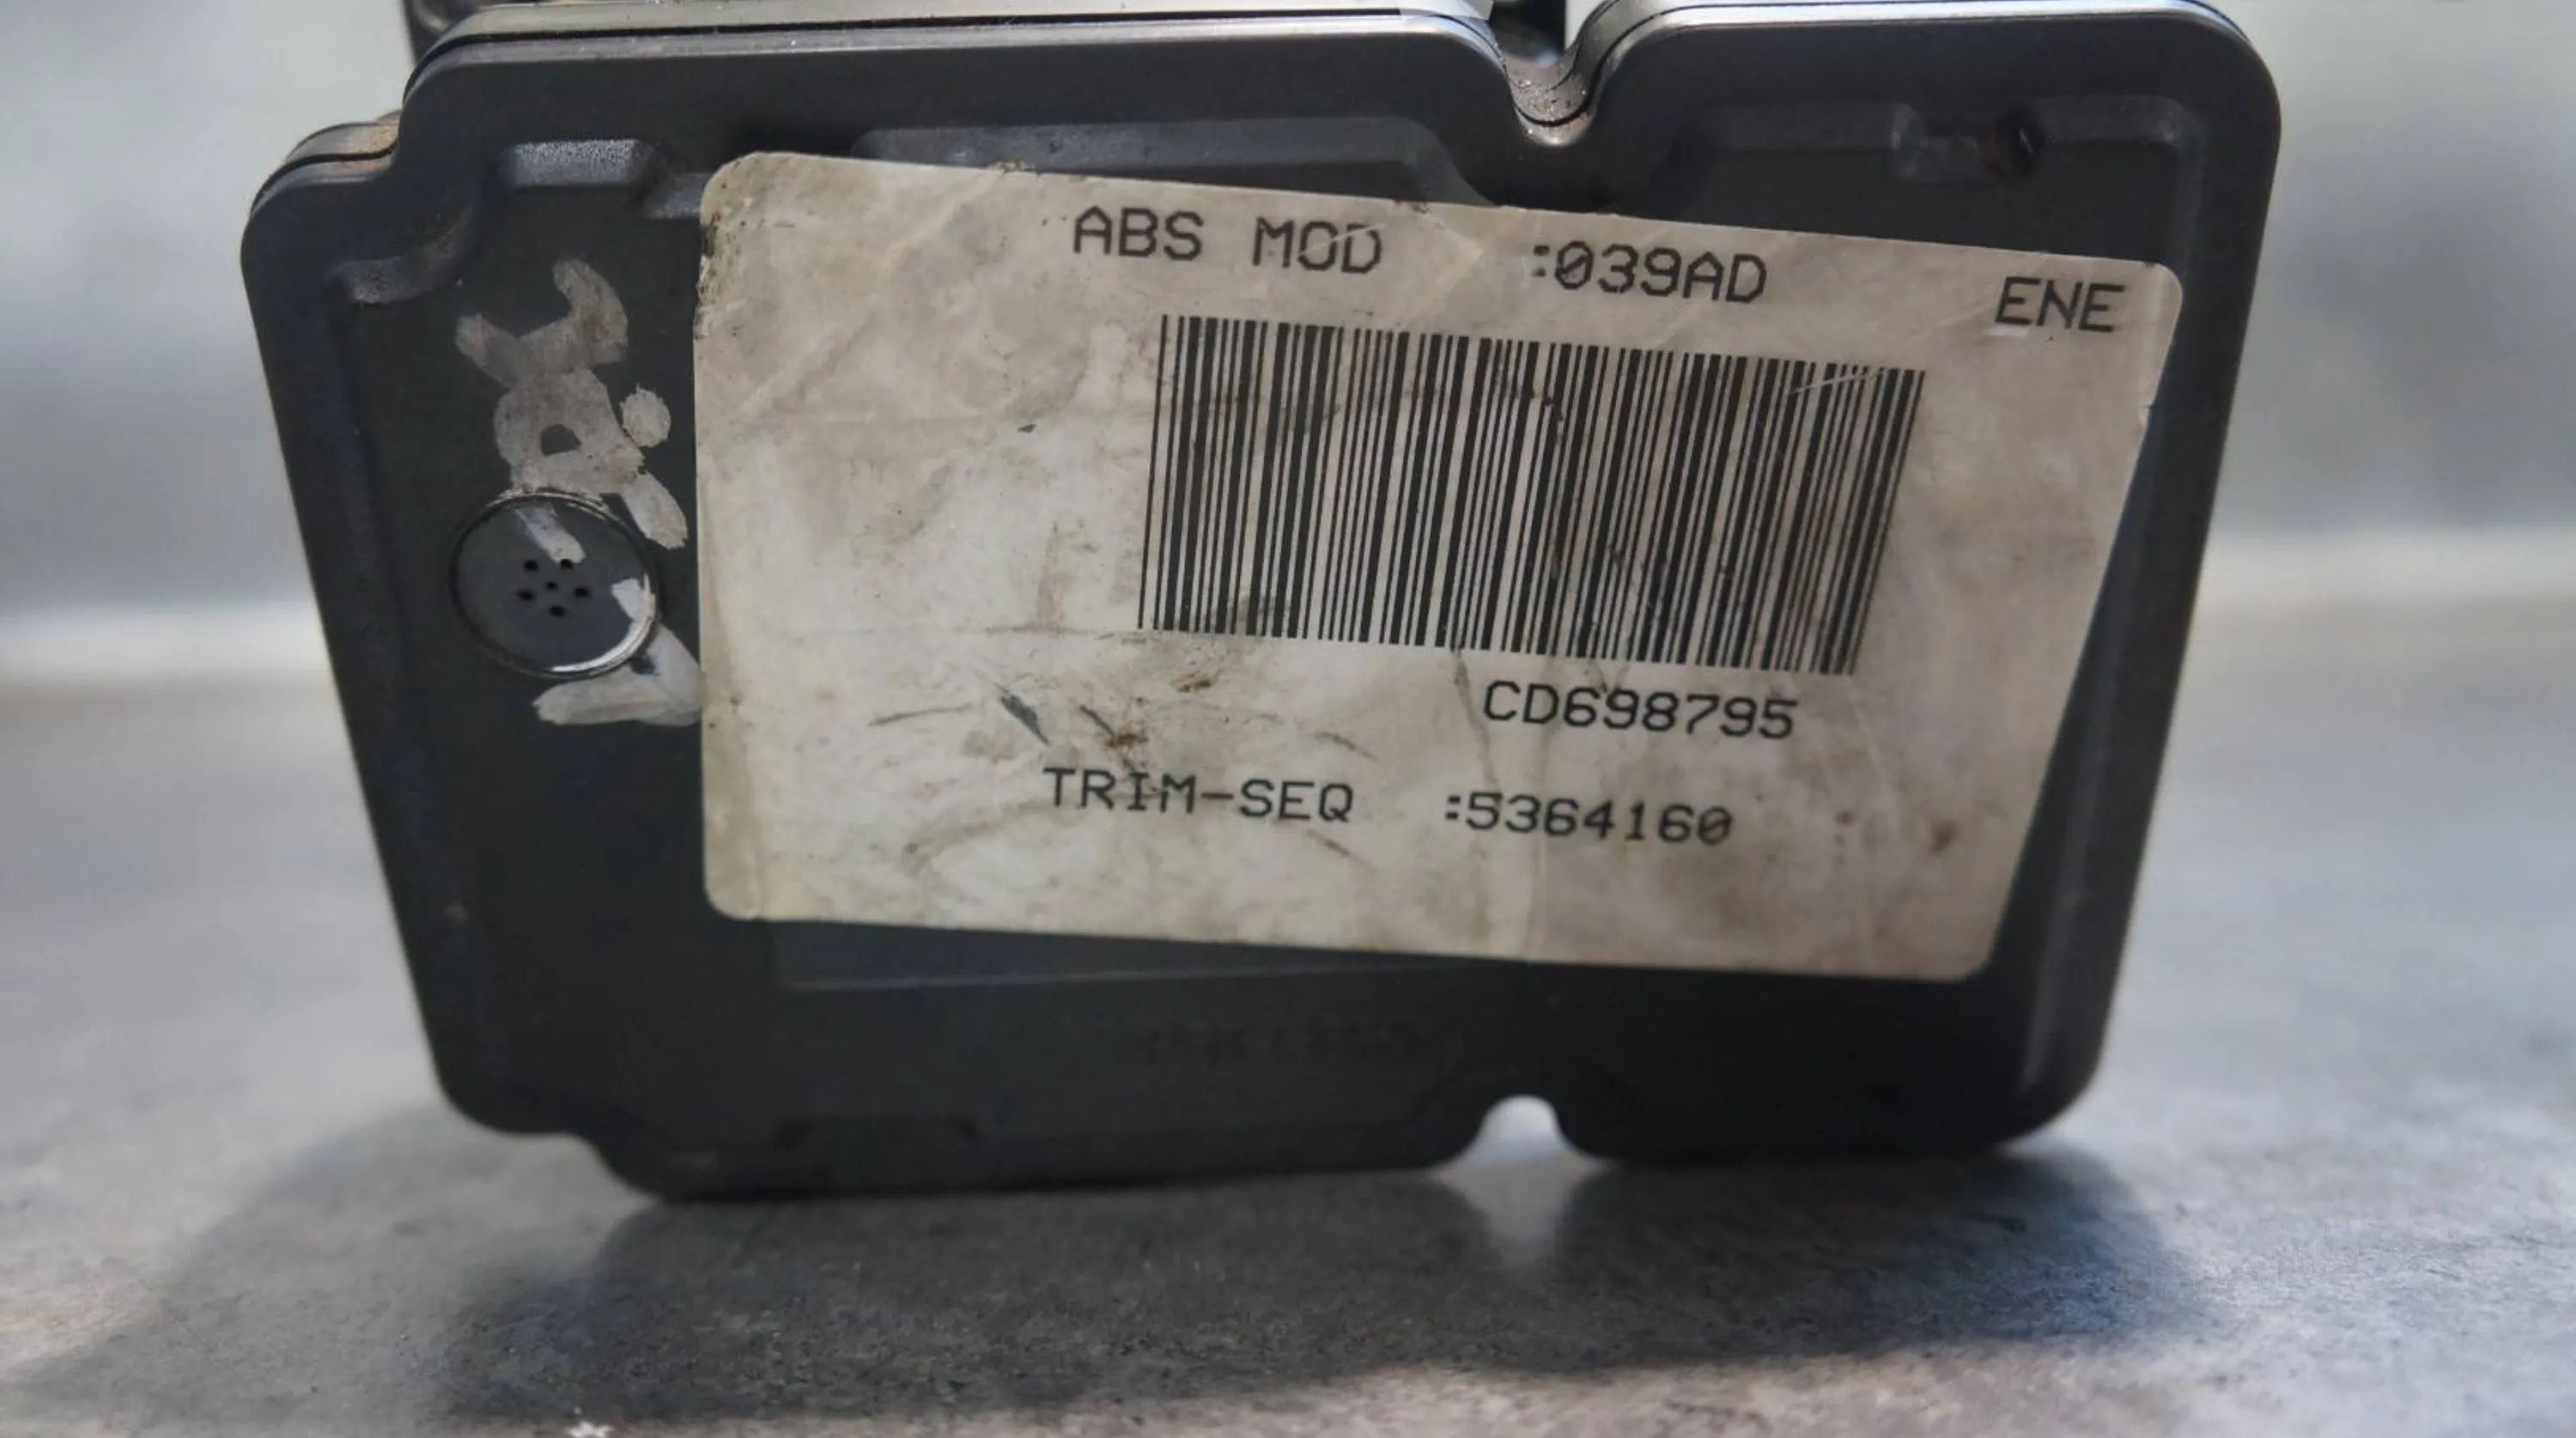 ABS MOD :039AD ENE
CD698795
TRIM-SEQ :5364160